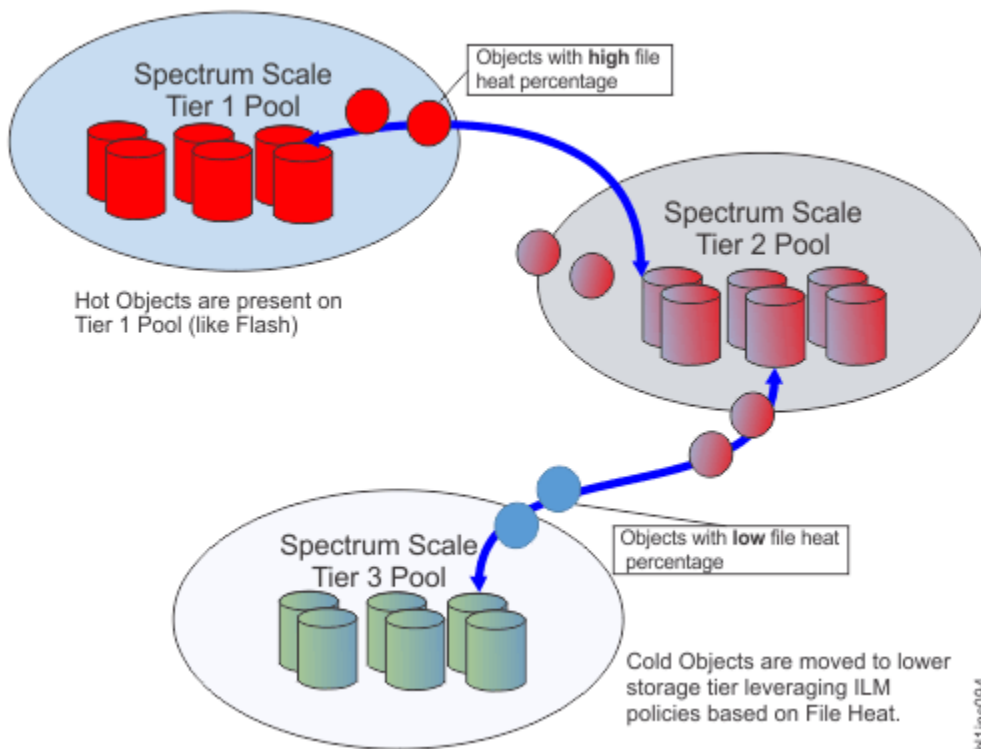 Spectrum Scale
Tier 1 Pool
Objects with high file
heat percentage
Spectrum Scale
Tier 2 Pool
Hot Objects are present on
Tier 1 Pool (like Flash)
Objects with low file heat
percentage
Spectrum Scale
Tier 3 Pool
Cold Objects are moved to lower
storage tier leveraging ILM
policies based on File Heat.